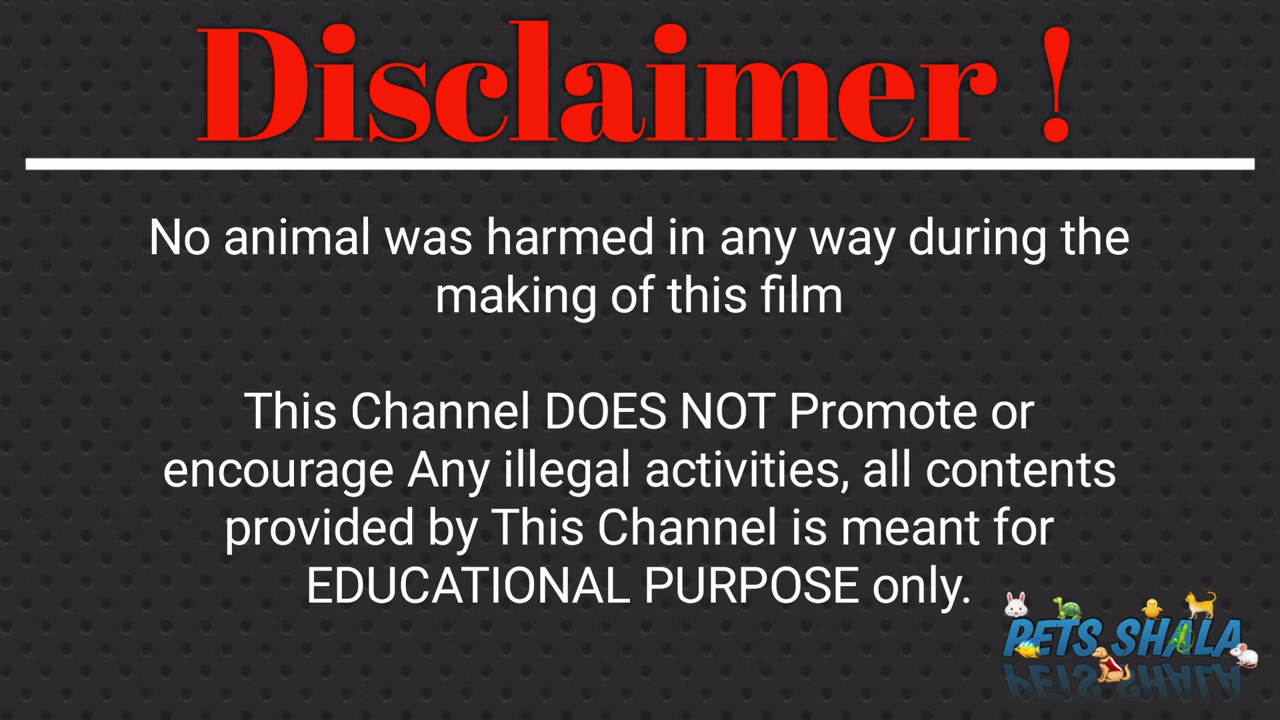 Disclaimer !
No animal was harmed in any way during the
making of this film
This Channel DOES NOT Promote or
encourage Any illegal activities, all contents
provided by This Channel is meant for
EDUCATIONAL PURPOSE only.
PETS SHALA